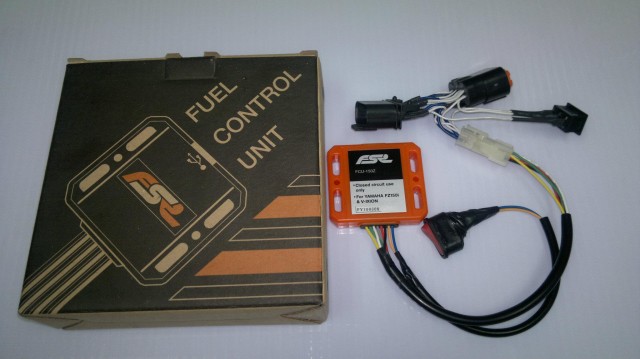 FUEL
CONTROL
UNIT
FSR
FSR
•Closed circuit use
only
•For YAMAHA FZ150i
& V-IXION